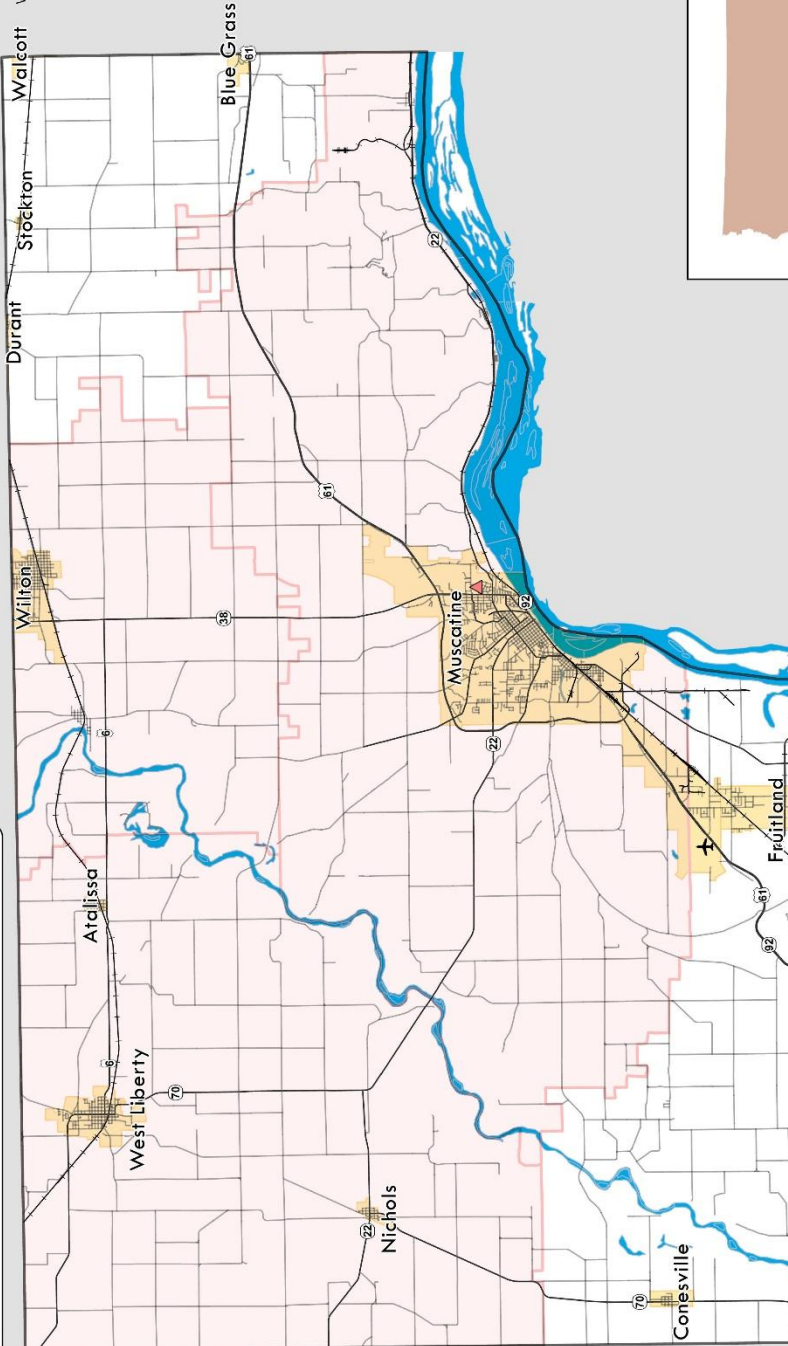 Wilton
Durant
Stockton
Walcott
Atalissa
6
6
West Liberty
70
38
Blue Grass
61
61
22
Nichols
22
Muscatine
22
92
70
Conesville
61
92
Fruitland